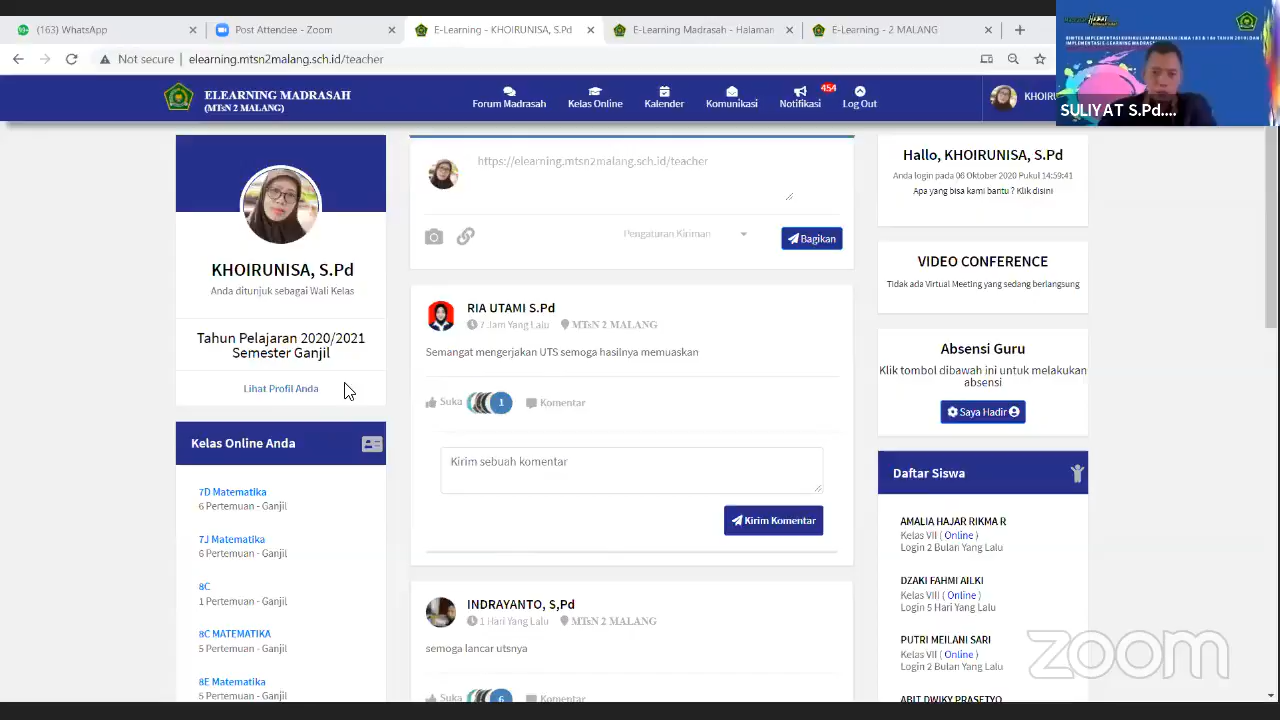 (163) WhatsApp
Post Attendee - Zoom
E-Learning - KHOIRUNISA, S.Pd
E-Learning Madrasah - Halaman
E-Learning - 2 MALANG
Not secure | elearning.mtsn2malang.sch.id/teacher
ELEARNING MADRASAH
(MTsN 2 MALANG)
Forum Madrasah
Kelas Online
Kalender
Komunikasi
Notifikasi
454
Log Out
KHOIRU
SULIYAT S.Pd....
KHOIRUNISA, S.Pd
Anda ditunjuk sebagai Wali Kelas
Tahun Pelajaran 2020/2021
Semester Ganjil
Lihat Profil Anda
Kelas Online Anda
7D Matematika
6 Pertemuan - Ganjil
7J Matematika
6 Pertemuan - Ganjil
8C
1 Pertemuan - Ganjil
8C MATEMATIKA
5 Pertemuan - Ganjil
8E Matematika
5 Pertemuan - Ganjil
https://elearning.mtsn2malang.sch.id/teacher
Pengaturan Kiriman
Bagikan
RIA UTAMI S.Pd
7 Jam Yang Lalu MTsN 2 MALANG
Semangat mengerjakan UTS semoga hasilnya memuaskan
Suka 1 Komentar
Kirim sebuah komentar
Kirim Komentar
INDRAYANTO, S,Pd
1 Hari Yang Lalu MTsN 2 MALANG
semoga lancar utsnya
Suka 6 Komentar
Hallo, KHOIRUNISA, S.Pd
Anda login pada 06 Oktober 2020 Pukul 14:59:41
Apa yang bisa kami bantu ? Klik disini
VIDEO CONFERENCE
Tidak ada Virtual Meeting yang sedang berlangsung
Absensi Guru
Klik tombol dibawah ini untuk melakukan
absensi
Saya Hadir
Daftar Siswa
AMALIA HAJAR RIKMA R
Kelas VII ( Online )
Login 2 Bulan Yang Lalu
DZAKI FAHMI AILKI
Kelas VIII ( Online )
Login 5 Hari Yang Lalu
PUTRI MEILANI SARI
Kelas VII ( Online )
Login 2 Bulan Yang Lalu
ABIT DWIKY PRASETYO
zoom